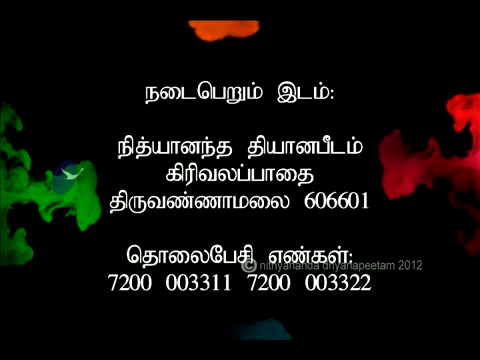 நடைபெறும் இடம்:
நித்யானந்த தியானபீடம்
கிரிவலப்பாதை
திருவண்ணாமலை 606601
தொலைபேசி எண்கள்:
© nithyananda dhyanapeetam 2012
7200 003311 7200 003322